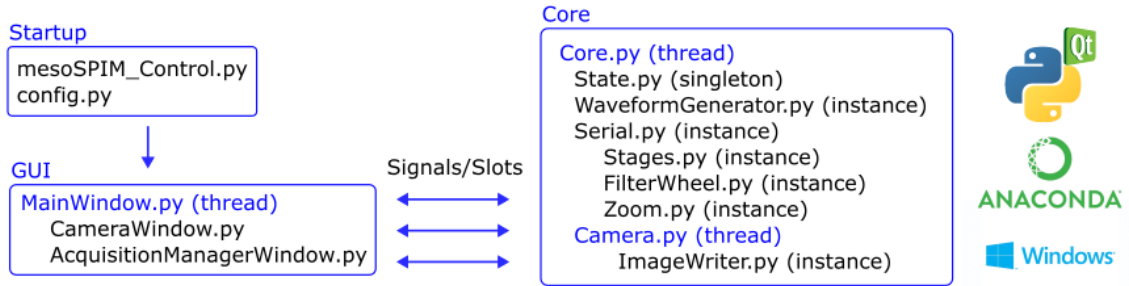 Startup
mesoSPIM_Control.py
config.py
GUI
MainWindow.py (thread)
CameraWindow.py
AcquisitionManagerWindow.py
Signals/Slots
Core
Core.py (thread)
State.py (singleton)
WaveformGenerator.py (instance)
Serial.py (instance)
Stages.py (instance)
FilterWheel.py (instance)
Zoom.py (instance)
Camera.py (thread)
ImageWriter.py (instance)
Qt
ANACONDA
Windows